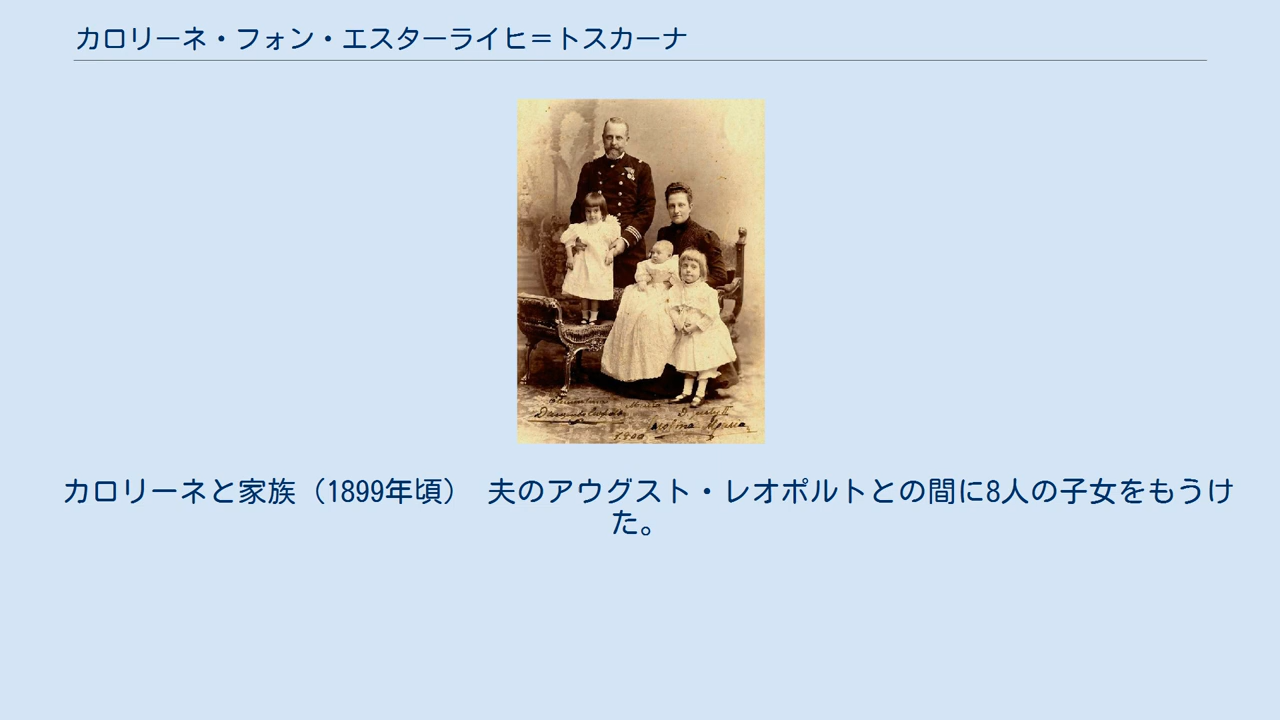 カロリーネ・フォン・エスターライヒ＝トスカーナ
カロリーネと家族（1899年頃）　夫のアウグスト・レオポルトとの間に8人の子女をもうけ
た。
1900